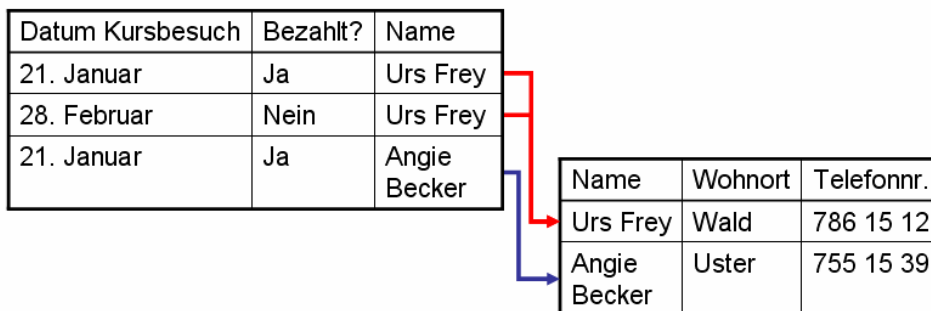 Datum Kursbesuch Bezahlt? Name
21. Januar Ja Urs Frey
28. Februar Nein Urs Frey
21. Januar Ja Angie
Becker
Name Wohnort Telefonnr.
Urs Frey Wald 786 15 12
Angie Uster 755 15 39
Becker